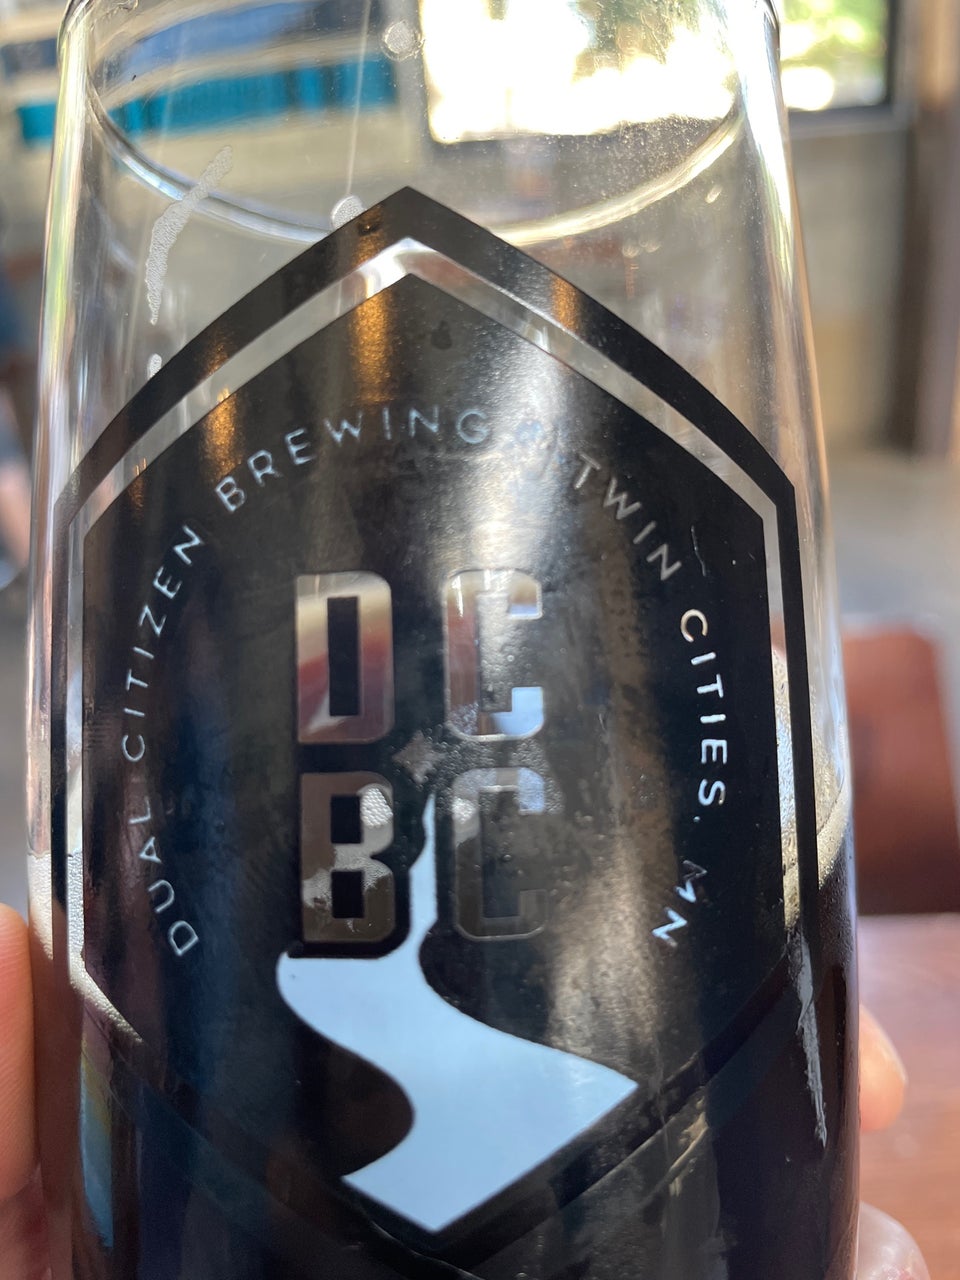 DUAL CITIZEN BREWING • TWIN CITIES, MN
DC
BC